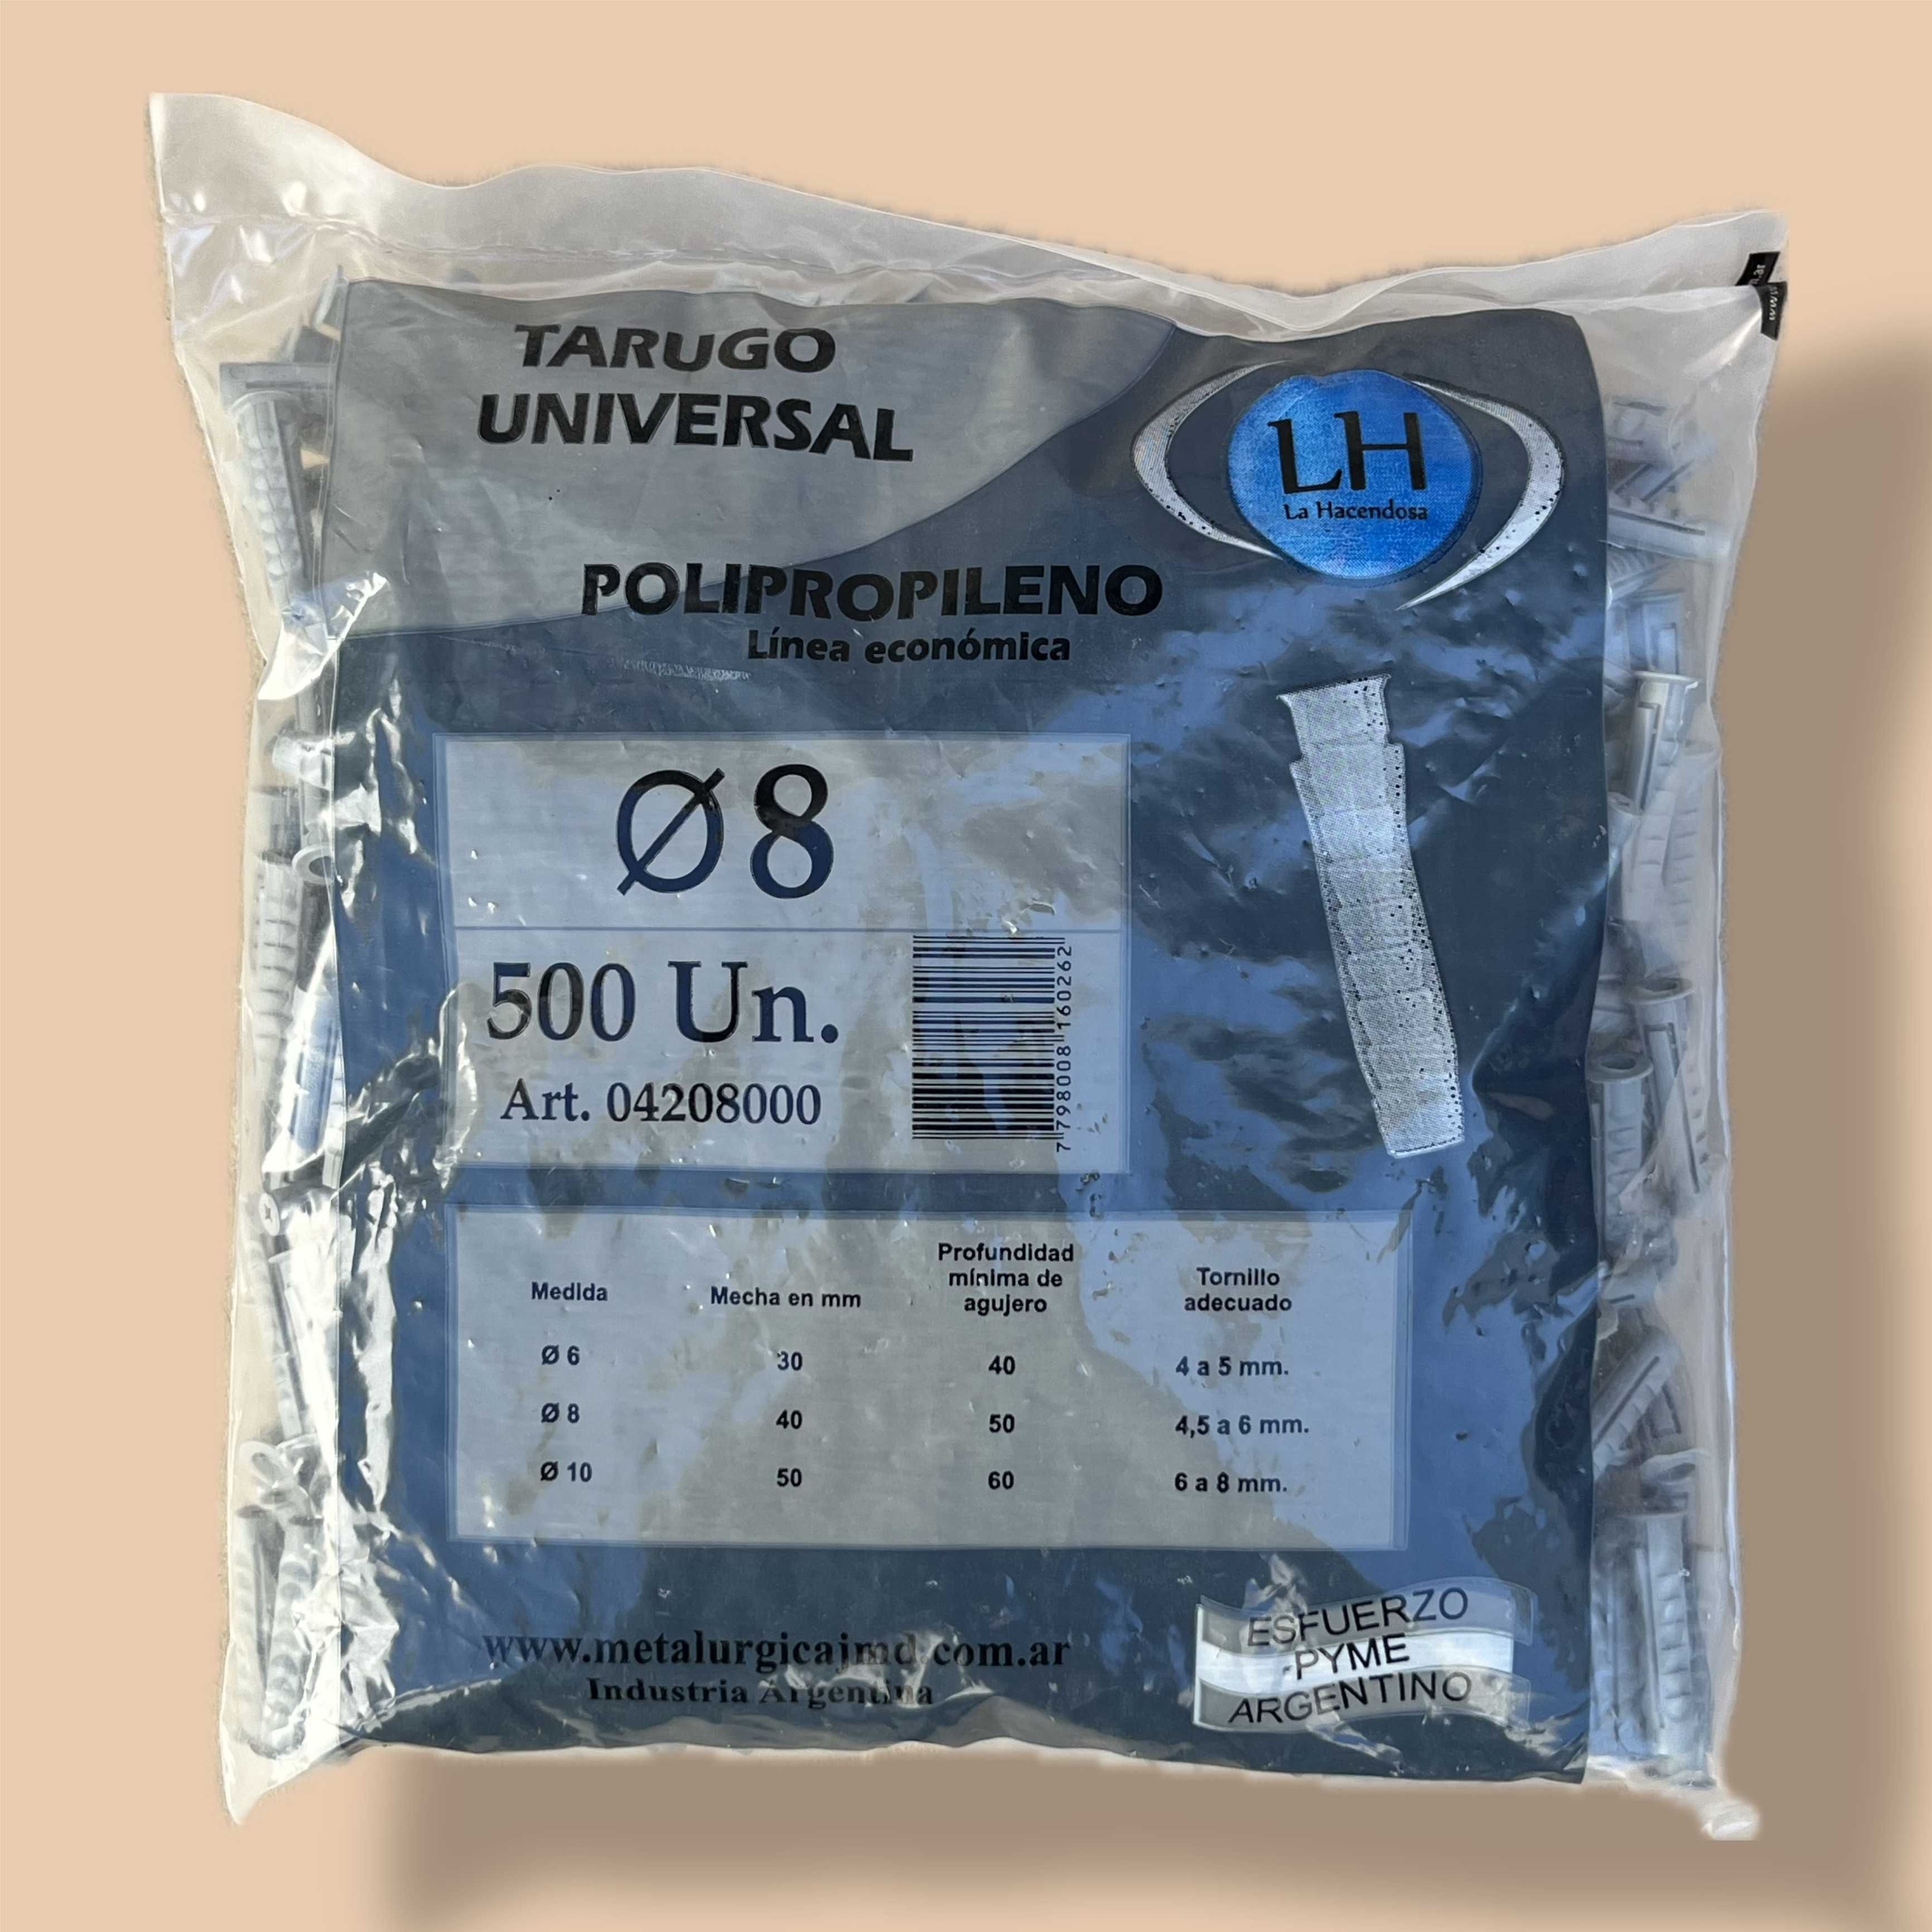 TARUGO
UNIVERSAL
LH
La Hacendosa
POLIPROPILENO
Línea económica
Ø 8
500 Un.
Art. 04208000
7 798008 160262
Medida Mecha en mm Profundidad mínima de agujero Tornillo adecuado
Ø 6 30 40 4 a 5 mm.
Ø 8 40 50 4,5 a 6 mm.
Ø 10 50 60 6 a 8 mm.
www.metalurgicajmd.com.ar
Industria Argentina
ESFUERZO
PYME
ARGENTINO